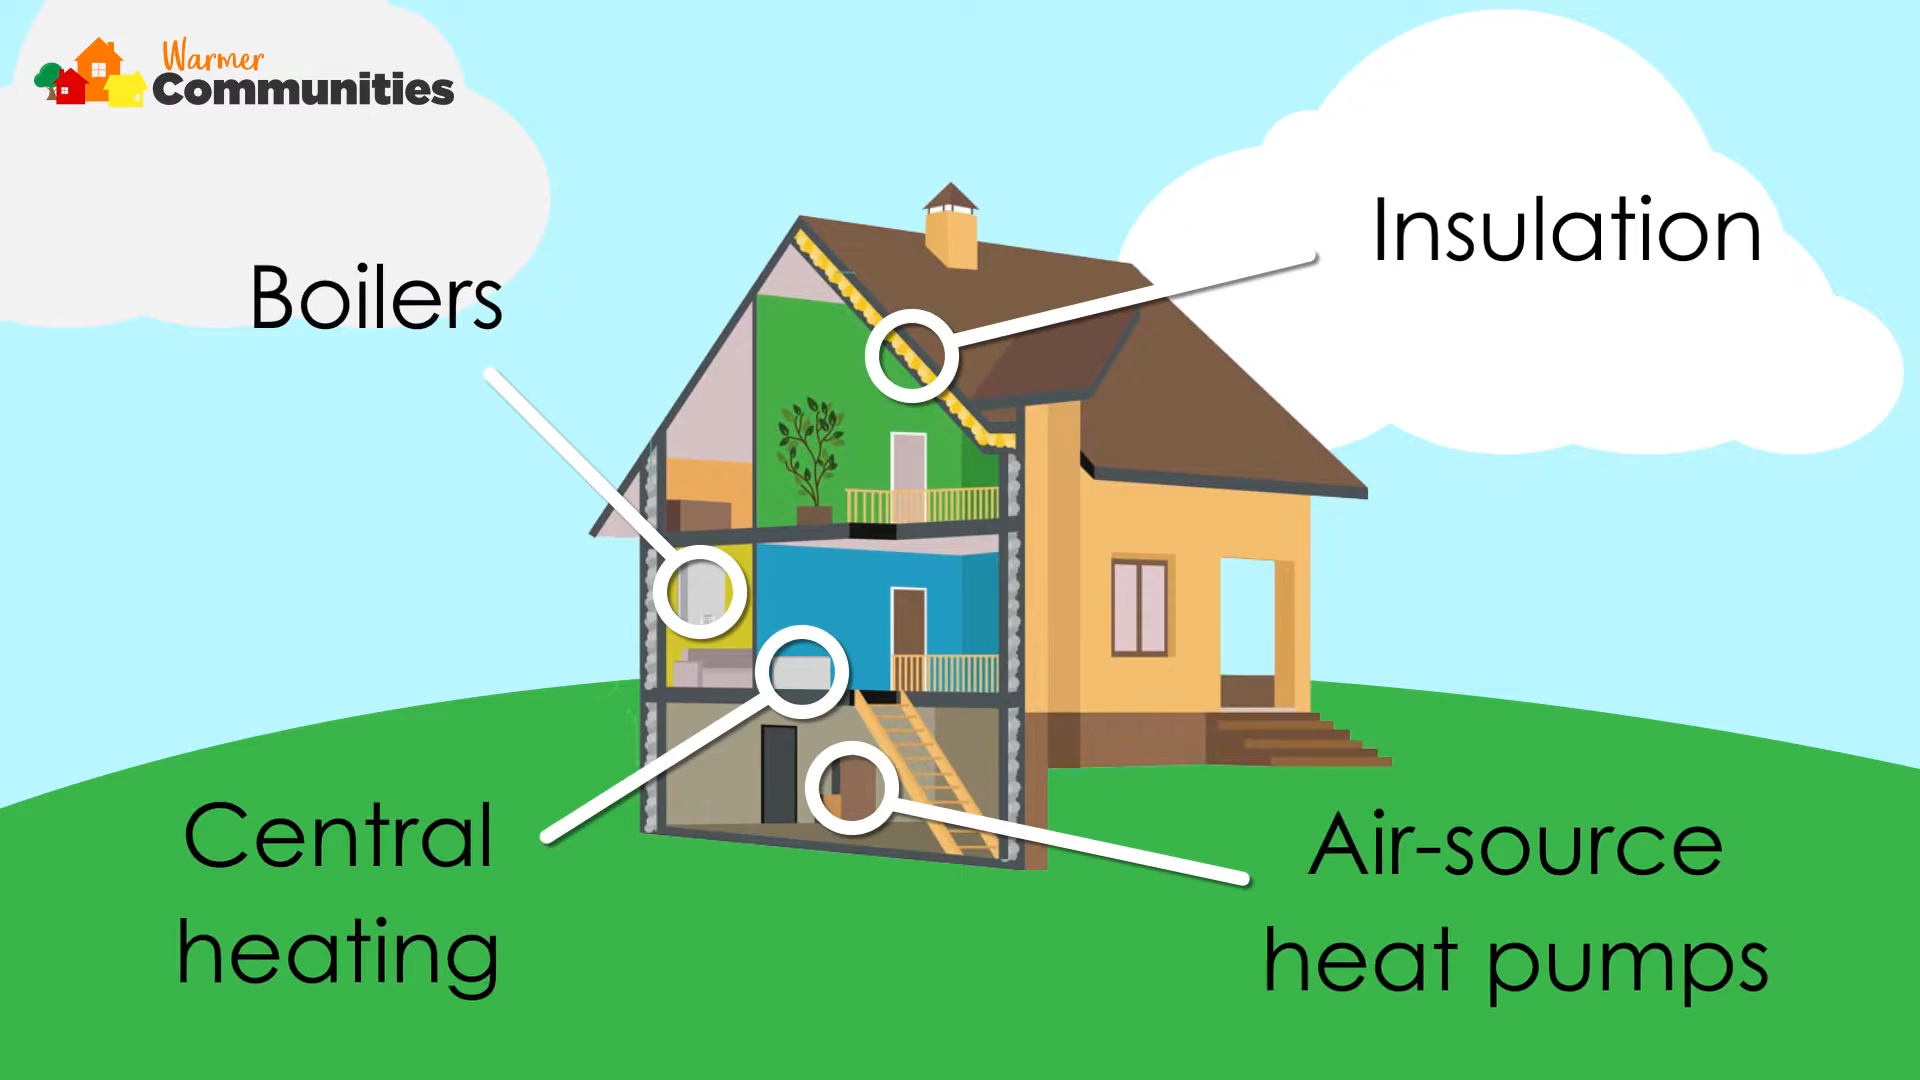 Warmer
Communities
Insulation
Boilers
Central
heating
Air-source
heat pumps